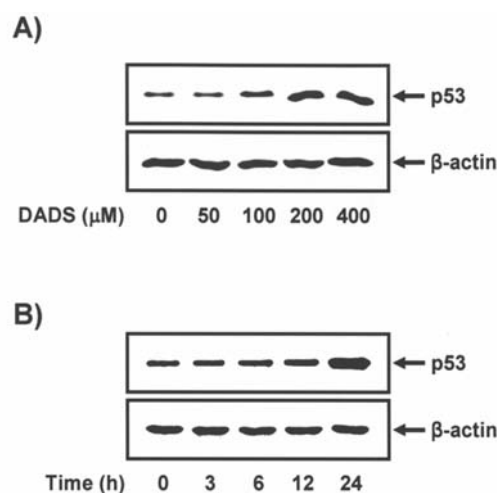 A)
p53
β-actin
DADS (μM) 0 50 100 200 400
B)
p53
β-actin
Time (h) 0 3 6 12 24